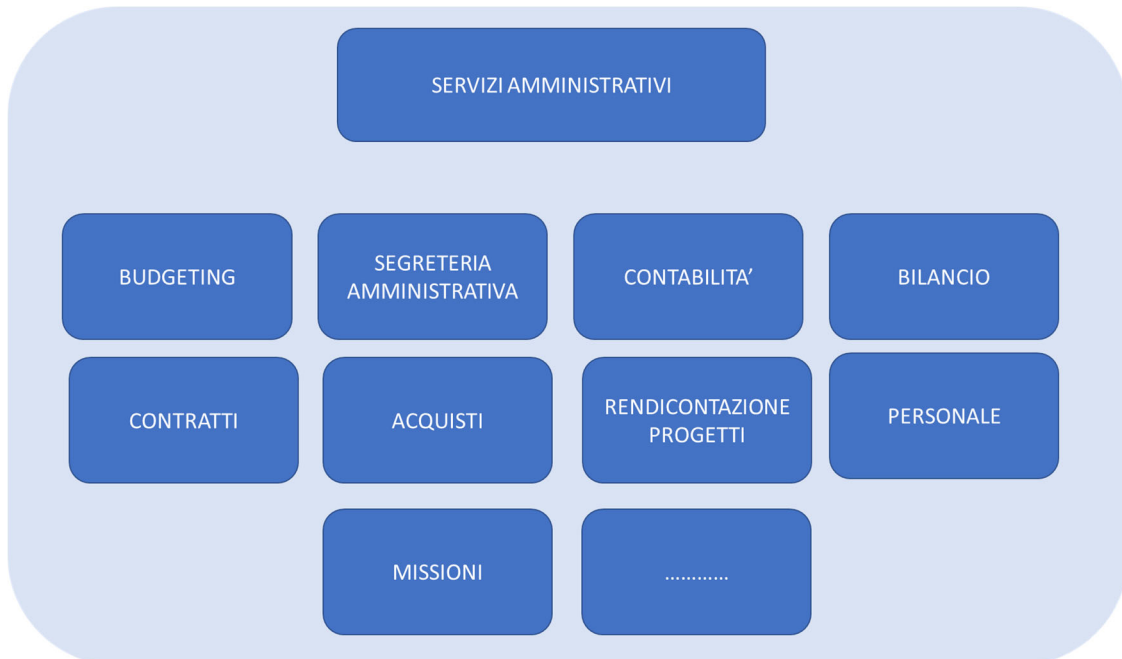 SERVIZI AMMINISTRATIVI
BUDGETING
SEGRETERIA
AMMINISTRATIVA
CONTABILITA’
BILANCIO
CONTRATTI
ACQUISTI
RENDICONTAZIONE
PROGETTI
PERSONALE
MISSIONI
…………